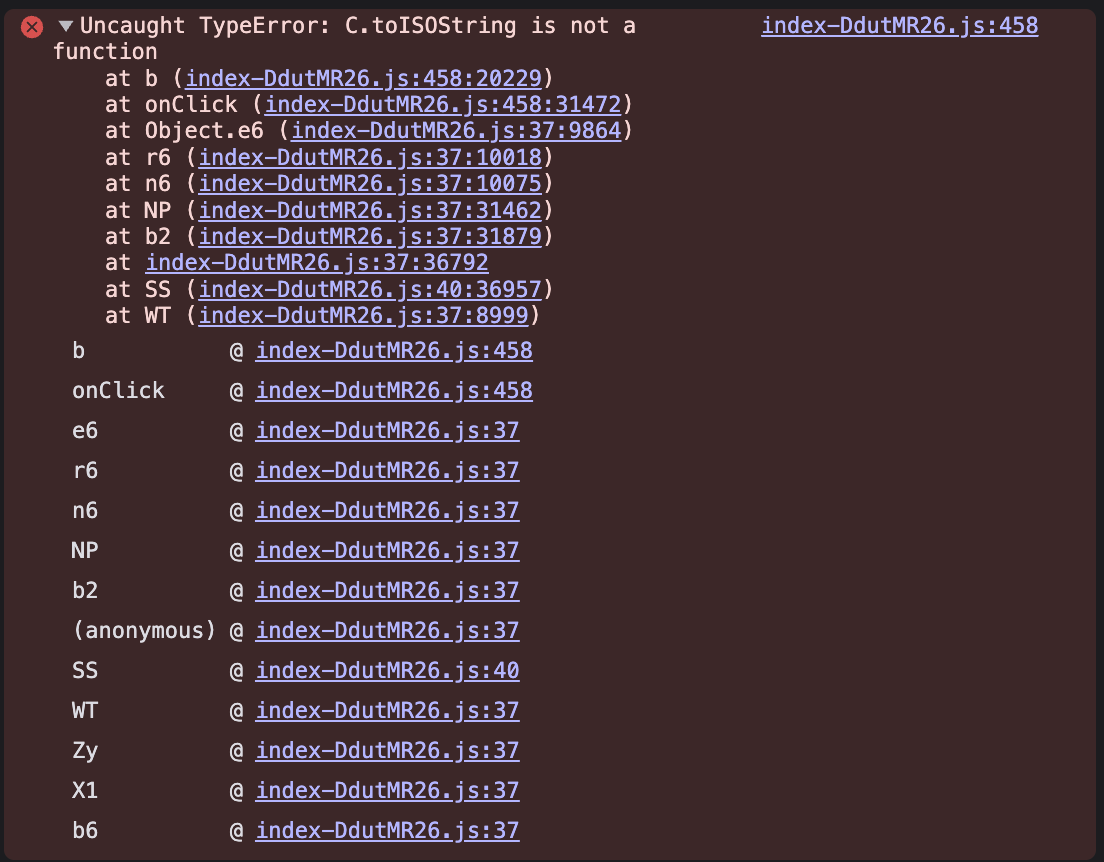 Uncaught TypeError: C.toISOString is not a index-DdutMR26.js:458
function
at b (index-DdutMR26.js:458:20229)
at onClick (index-DdutMR26.js:458:31472)
at Object.e6 (index-DdutMR26.js:37:9864)
at r6 (index-DdutMR26.js:37:10018)
at n6 (index-DdutMR26.js:37:10075)
at NP (index-DdutMR26.js:37:31462)
at b2 (index-DdutMR26.js:37:31879)
at index-DdutMR26.js:37:36792
at SS (index-DdutMR26.js:40:36957)
at WT (index-DdutMR26.js:37:8999)
b @ index-DdutMR26.js:458
onClick @ index-DdutMR26.js:458
e6 @ index-DdutMR26.js:37
r6 @ index-DdutMR26.js:37
n6 @ index-DdutMR26.js:37
NP @ index-DdutMR26.js:37
b2 @ index-DdutMR26.js:37
(anonymous) @ index-DdutMR26.js:37
SS @ index-DdutMR26.js:40
WT @ index-DdutMR26.js:37
Zy @ index-DdutMR26.js:37
X1 @ index-DdutMR26.js:37
b6 @ index-DdutMR26.js:37